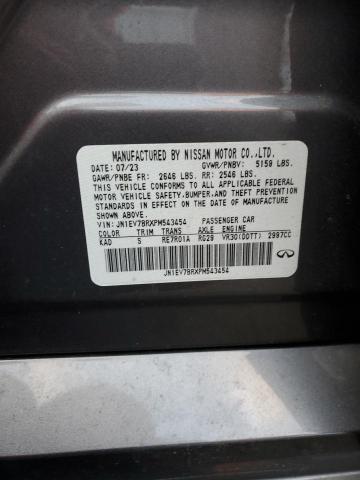 MANUFACTURED BY NISSAN MOTOR CO.,LTD.
DATE: 07/23 GVWR/PNBV: 5159 LBS.
GAWR/PNBE FR: 2646 LBS. RR: 2546 LBS.
THIS VEHICLE CONFORMS TO ALL APPLICABLE FEDERAL
MOTOR VEHICLE SAFETY,BUMPER,AND THEFT PREVENTION
STANDARDS IN EFFECT ON THE DATE OF MANUFACTURE
SHOWN ABOVE.
VIN: JN1EV7BRXPM543454 PASSENGER CAR
COLOR TRIM TRANS AXLE ENGINE
KAD S RE7R01A RG29 VR30(DDTT) 2997CC
JN1EV7BRXPM543454
INFINITI